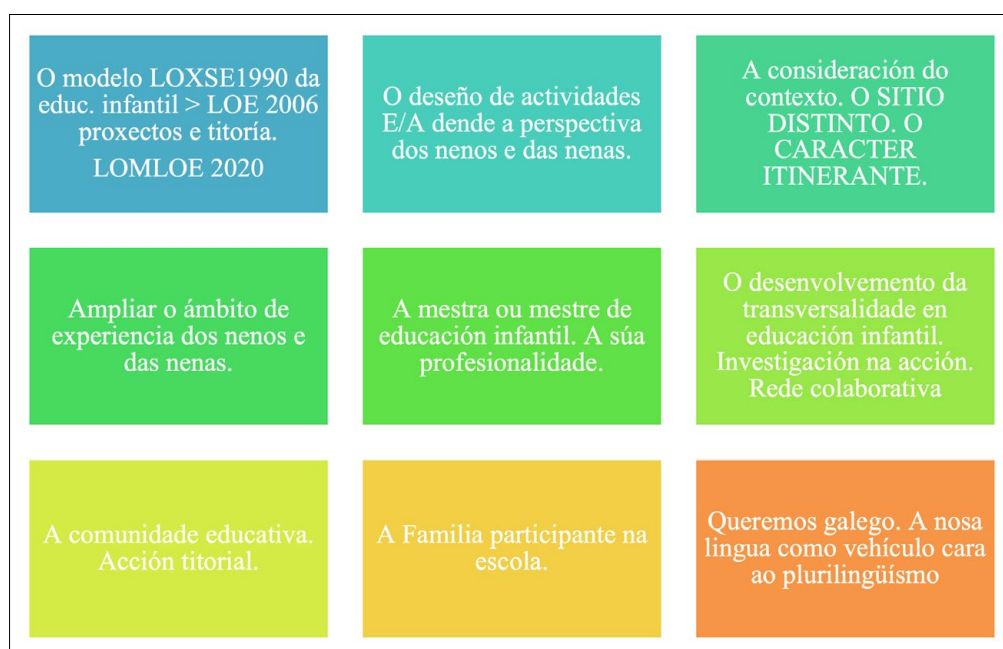 O modelo LOXSE1990 da
educ. infantil > LOE 2006
proxectos e titoría.
LOMLOE 2020
O deseño de actividades
E/A dende a perspectiva
dos nenos e das nenas.
A consideración do
contexto. O SITIO
DISTINTO. O
CARACTER
ITINERANTE.
Ampliar o ámbito de
experiencia dos nenos e
das nenas.
A mestra ou mestre de
educación infantil. A súa
profesionalidade.
O desenvolvemento da
transversalidade en
educación infantil.
Investigación na acción.
Rede colaborativa
A comunidade educativa.
Acción titorial.
A Familia participante na
escola.
Queremos galego. A nosa
lingua como vehículo cara
ao plurilingüísmo